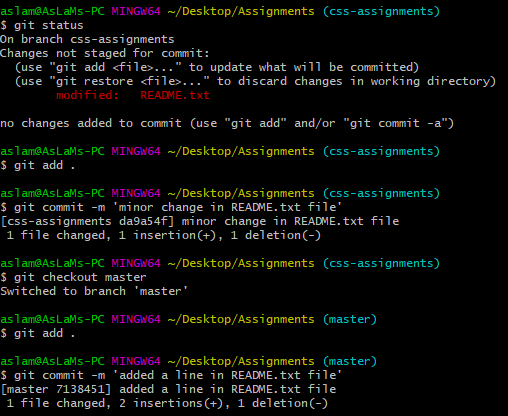 aslam@AsLaMs-PC MINGW64 ~/Desktop/Assignments (css-assignments)
$ git status
On branch css-assignments
Changes not staged for commit:
  (use "git add <file>..." to update what will be committed)
  (use "git restore <file>..." to discard changes in working directory)
        modified:   README.txt

no changes added to commit (use "git add" and/or "git commit -a")

aslam@AsLaMs-PC MINGW64 ~/Desktop/Assignments (css-assignments)
$ git add .

aslam@AsLaMs-PC MINGW64 ~/Desktop/Assignments (css-assignments)
$ git commit -m 'minor change in README.txt file'
[css-assignments da9a54f] minor change in README.txt file
 1 file changed, 1 insertion(+), 1 deletion(-)

aslam@AsLaMs-PC MINGW64 ~/Desktop/Assignments (css-assignments)
$ git checkout master
Switched to branch 'master'

aslam@AsLaMs-PC MINGW64 ~/Desktop/Assignments (master)
$ git add .

aslam@AsLaMs-PC MINGW64 ~/Desktop/Assignments (master)
$ git commit -m 'added a line in README.txt file'
[master 7138451] added a line in README.txt file
 1 file changed, 2 insertions(+), 1 deletion(-)